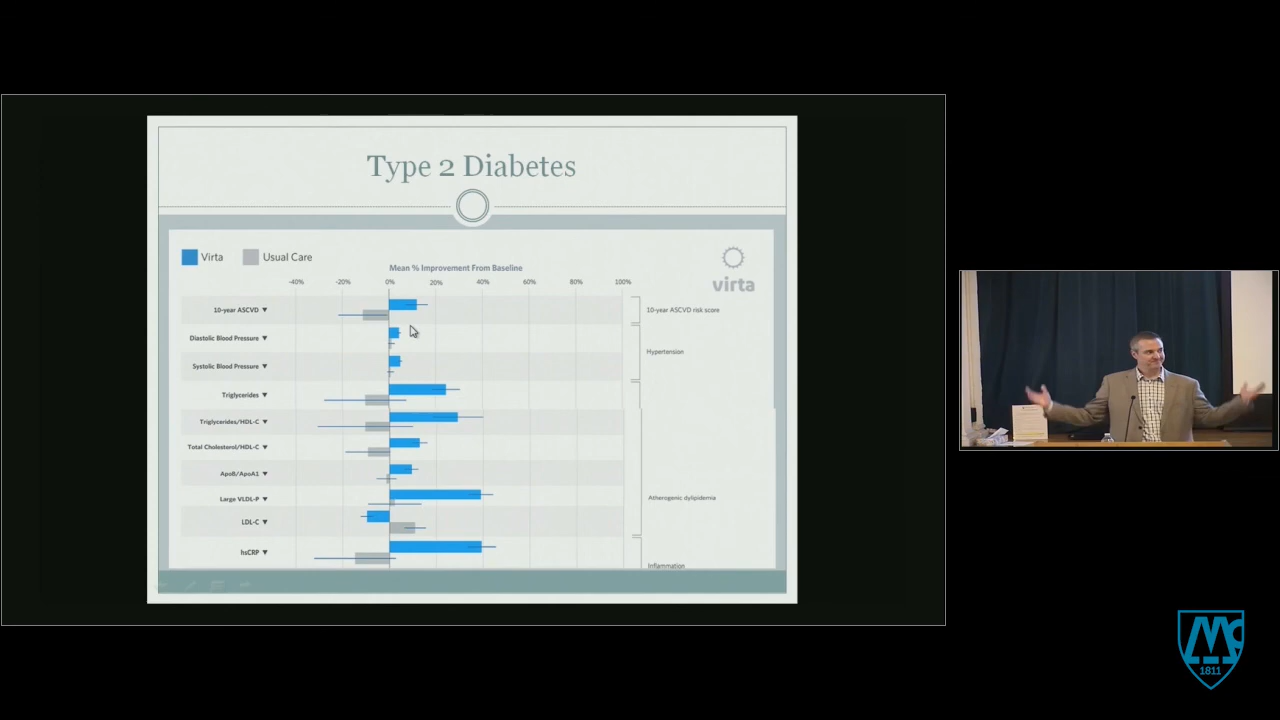 Type 2 Diabetes
Virta
Usual Care
virta
Mean % Improvement From Baseline
-40%
-20%
0%
20%
40%
60%
80%
100%
10-year ASCVD ▼
Diastolic Blood Pressure ▼
Systolic Blood Pressure ▼
Triglycerides ▼
Triglycerides/HDL-C ▼
Total Cholesterol/HDL-C ▼
ApoB/ApoA1 ▼
Large VLDL-P ▼
LDL-C ▼
hsCRP ▼
10-year ASCVD risk score
Hypertension
Atherogenic dylipidemia
Inflammation
1811